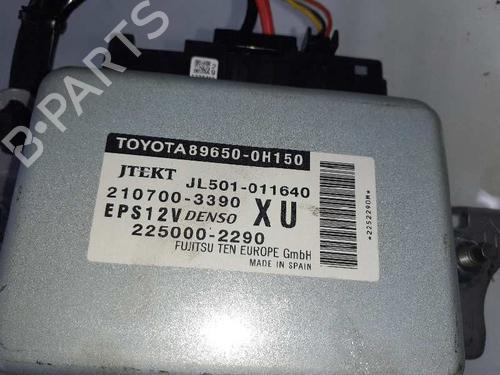 B-PARTS
TOYOTA89650-0H150
JTEKT JL501-011640
210700-3390 XU
EPS12V DENSO
225000-2290
FUJITSU TEN EUROPE GmbH
MADE IN SPAIN
*2252290M*